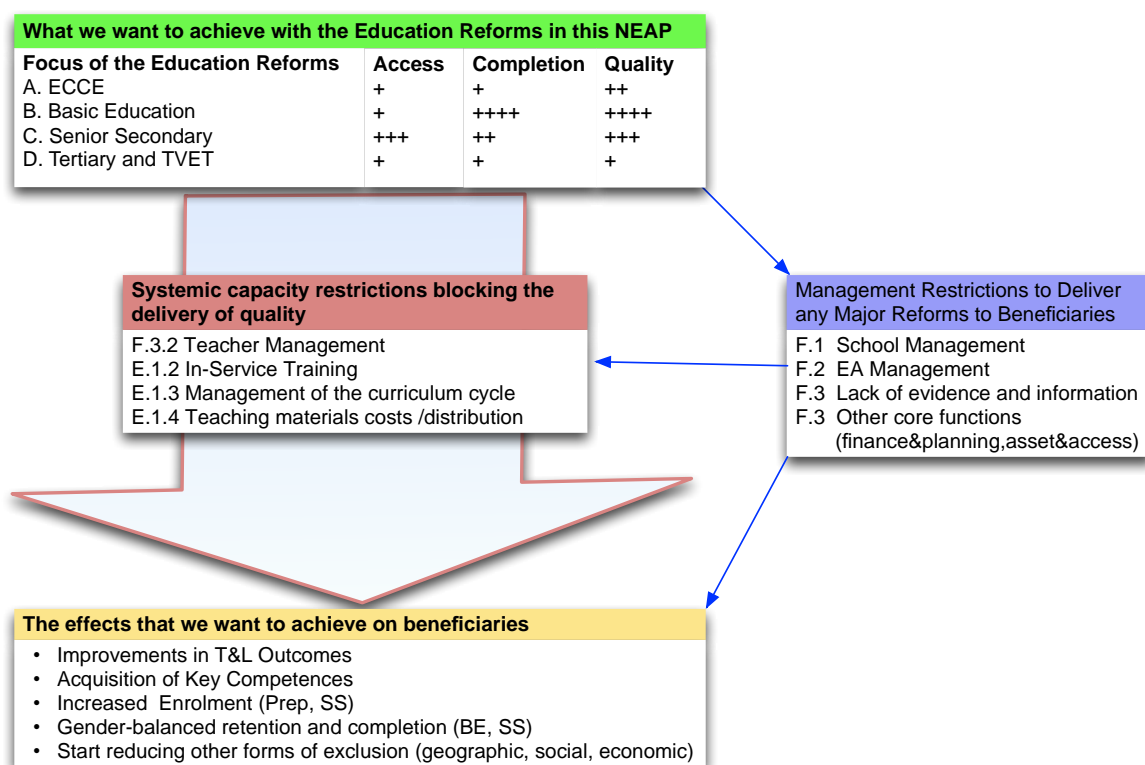 What we want to achieve with the Education Reforms in this NEAP
Focus of the Education Reforms Access Completion Quality
A. ECCE + + ++
B. Basic Education + ++++ ++++
C. Senior Secondary +++ ++ +++
D. Tertiary and TVET + + +
Systemic capacity restrictions blocking the
delivery of quality
F.3.2 Teacher Management
E.1.2 In-Service Training
E.1.3 Management of the curriculum cycle
E.1.4 Teaching materials costs /distribution
Management Restrictions to Deliver
any Major Reforms to Beneficiaries
F.1 School Management
F.2 EA Management
F.3 Lack of evidence and information
F.3 Other core functions
(finance&planning,asset&access)
The effects that we want to achieve on beneficiaries
• Improvements in T&L Outcomes
• Acquisition of Key Competences
• Increased Enrolment (Prep, SS)
• Gender-balanced retention and completion (BE, SS)
• Start reducing other forms of exclusion (geographic, social, economic)